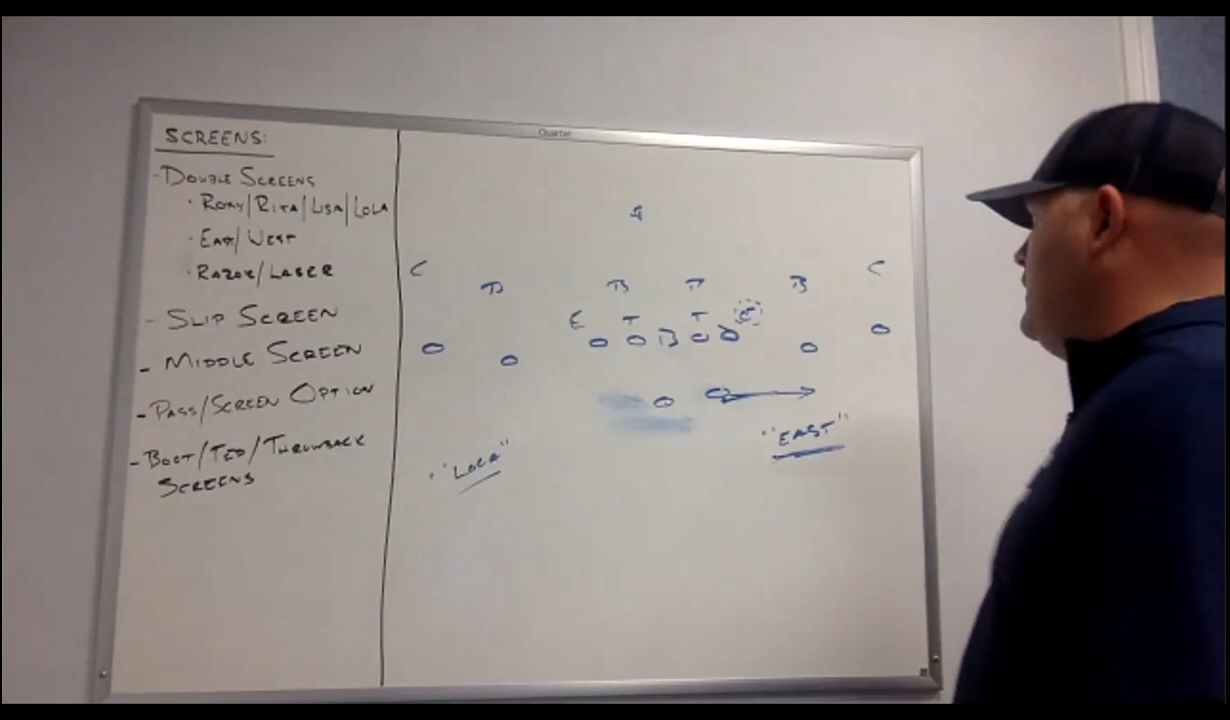 SCREENS:
- DOUBLE SCREENS
· ROXY/RITA/LISA/LOLA
· EAST/WEST
· RAZOR/LASER
- SLIP SCREEN
- MIDDLE SCREEN
- PASS/SCREEN OPTION
- BOOT/TED/THROWBACK
SCREENS
Quartet
C
C
B
E
T
T
E
B
"LOLA"
"EAST"